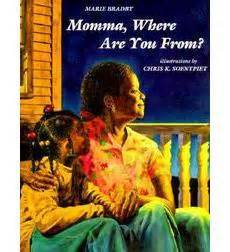 MARIE BRADBY
Momma, Where
Are You From?
illustrations by
CHRIS K. SOENTPIET